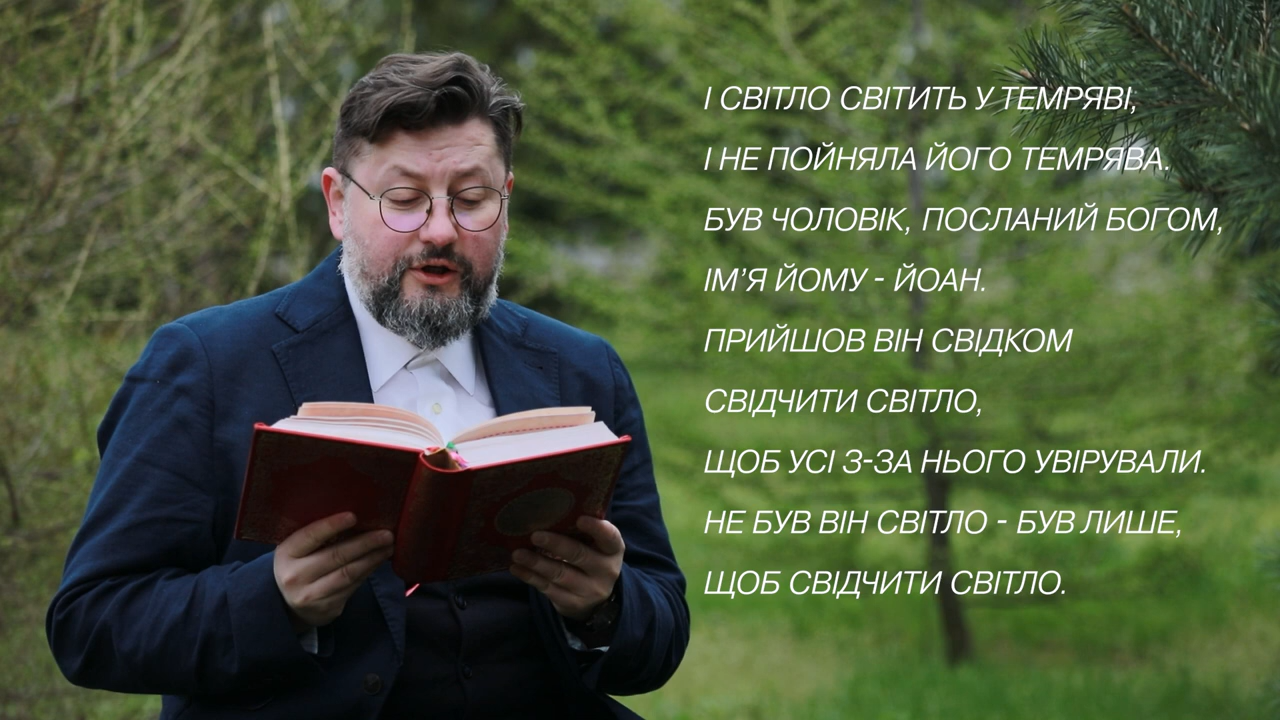 І СВІТЛО СВІТИТЬ У ТЕМРЯВІ,
І НЕ ПОЙНЯЛА ЙОГО ТЕМРЯВА.
БУВ ЧОЛОВІК, ПОСЛАНИЙ БОГОМ,
ІМ’Я ЙОМУ - ЙОАН.
ПРИЙШОВ ВІН СВІДКОМ
СВІДЧИТИ СВІТЛО,
ЩОБ УСІ З-ЗА НЬОГО УВІРУВАЛИ.
НЕ БУВ ВІН СВІТЛО - БУВ ЛИШЕ,
ЩОБ СВІДЧИТИ СВІТЛО.